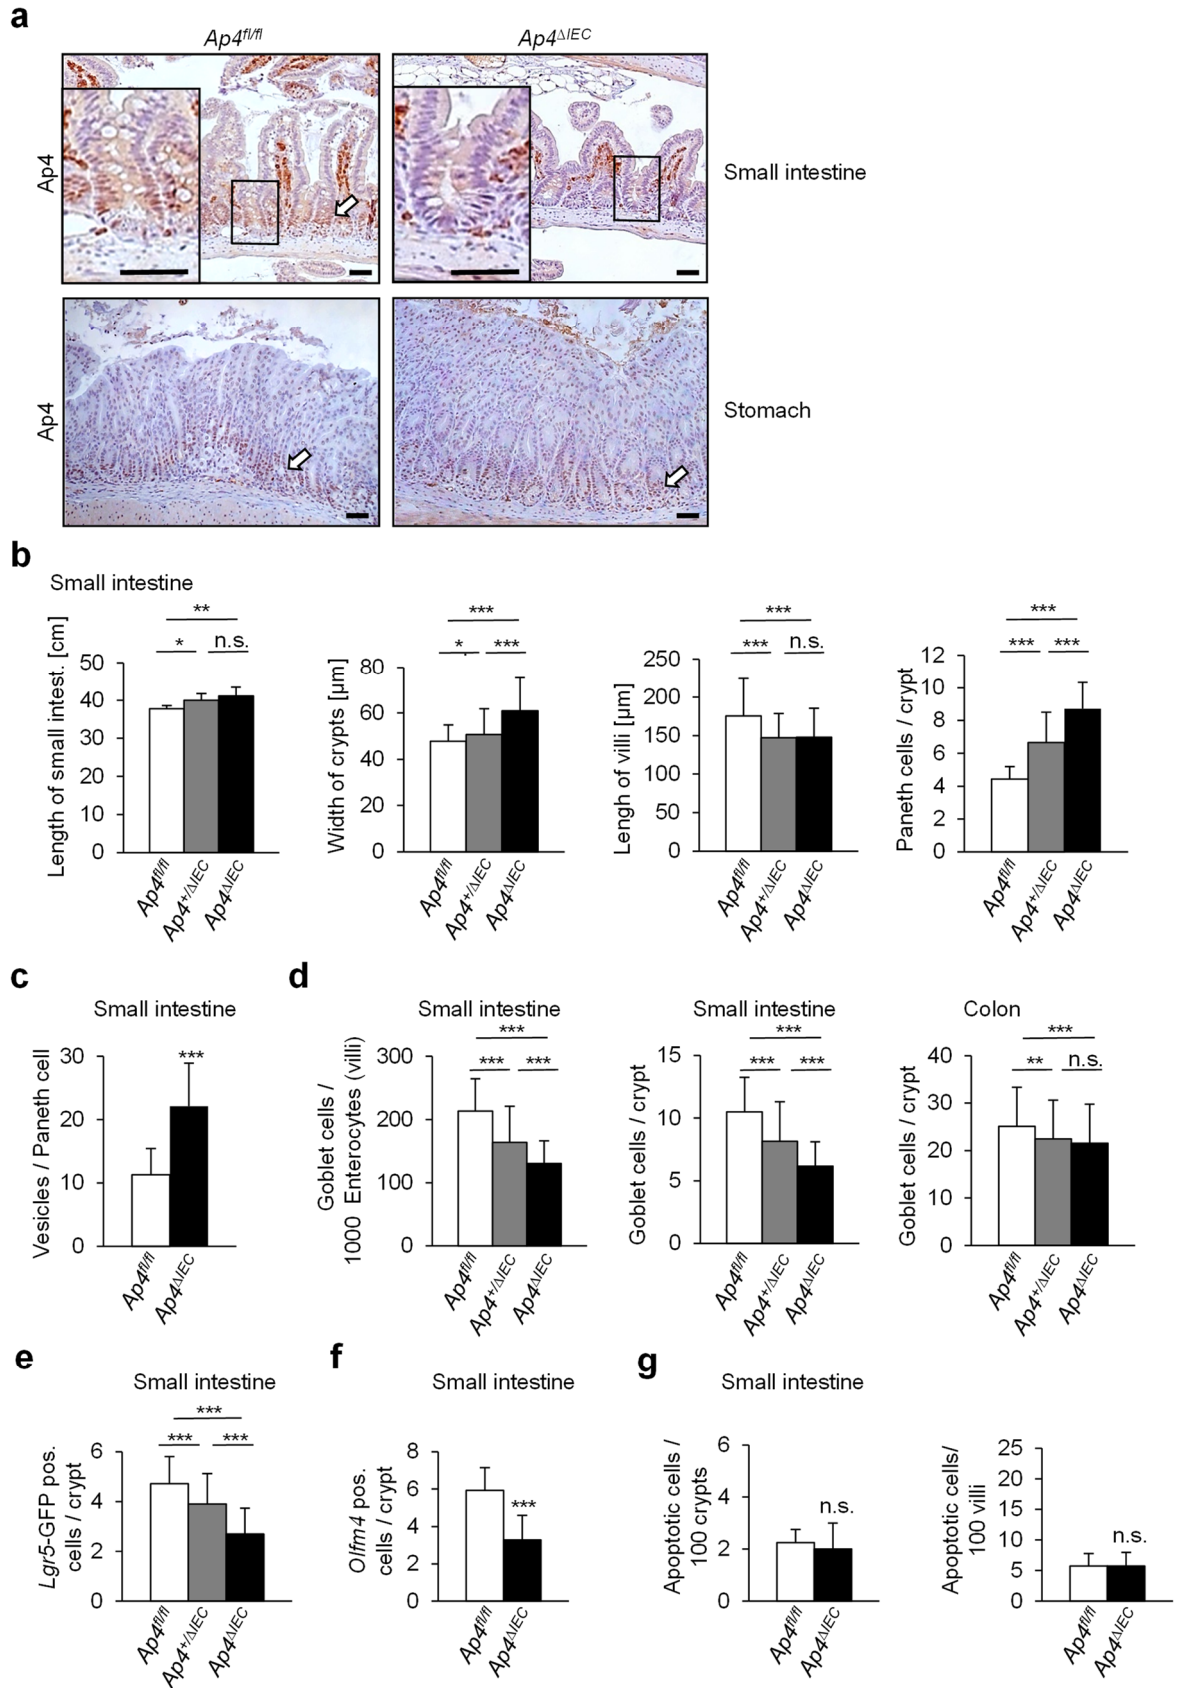 a
Ap4fl/fl
Ap4ΔIEC
Ap4
Small intestine
Ap4
Stomach
b
Small intestine
Length of small intest. [cm]
**
*
n.s.
50
40
30
20
10
0
Ap4fl/fl
Ap4+/ΔIEC
Ap4ΔIEC
Width of crypts [µm]
***
*
***
80
60
40
20
0
Ap4fl/fl
Ap4+/ΔIEC
Ap4ΔIEC
Lengh of villi [µm]
***
***
n.s.
250
200
150
100
50
0
Ap4fl/fl
Ap4+/ΔIEC
Ap4ΔIEC
Paneth cells / crypt
***
***
***
12
10
8
6
4
2
0
Ap4fl/fl
Ap4+/ΔIEC
Ap4ΔIEC
c
Small intestine
Vesicles / Paneth cell
***
30
20
10
0
Ap4fl/fl
Ap4ΔIEC
d
Small intestine
Goblet cells /
1000 Enterocytes (villi)
***
***
***
300
200
100
0
Ap4fl/fl
Ap4+/ΔIEC
Ap4ΔIEC
Small intestine
Goblet cells / crypt
***
***
***
15
10
5
0
Ap4fl/fl
Ap4+/ΔIEC
Ap4ΔIEC
Colon
Goblet cells / crypt
***
**
n.s.
40
30
20
10
0
Ap4fl/fl
Ap4+/ΔIEC
Ap4ΔIEC
e
Small intestine
Lgr5-GFP pos.
cells / crypt
***
***
***
6
4
2
0
Ap4fl/fl
Ap4+/ΔIEC
Ap4ΔIEC
f
Small intestine
Olfm4 pos.
cells / crypt
***
8
6
4
2
0
Ap4fl/fl
Ap4ΔIEC
g
Small intestine
Apoptotic cells /
100 crypts
n.s.
6
4
2
0
Ap4fl/fl
Ap4ΔIEC
Apoptotic cells/
100 villi
n.s.
25
20
15
10
5
0
Ap4fl/fl
Ap4ΔIEC